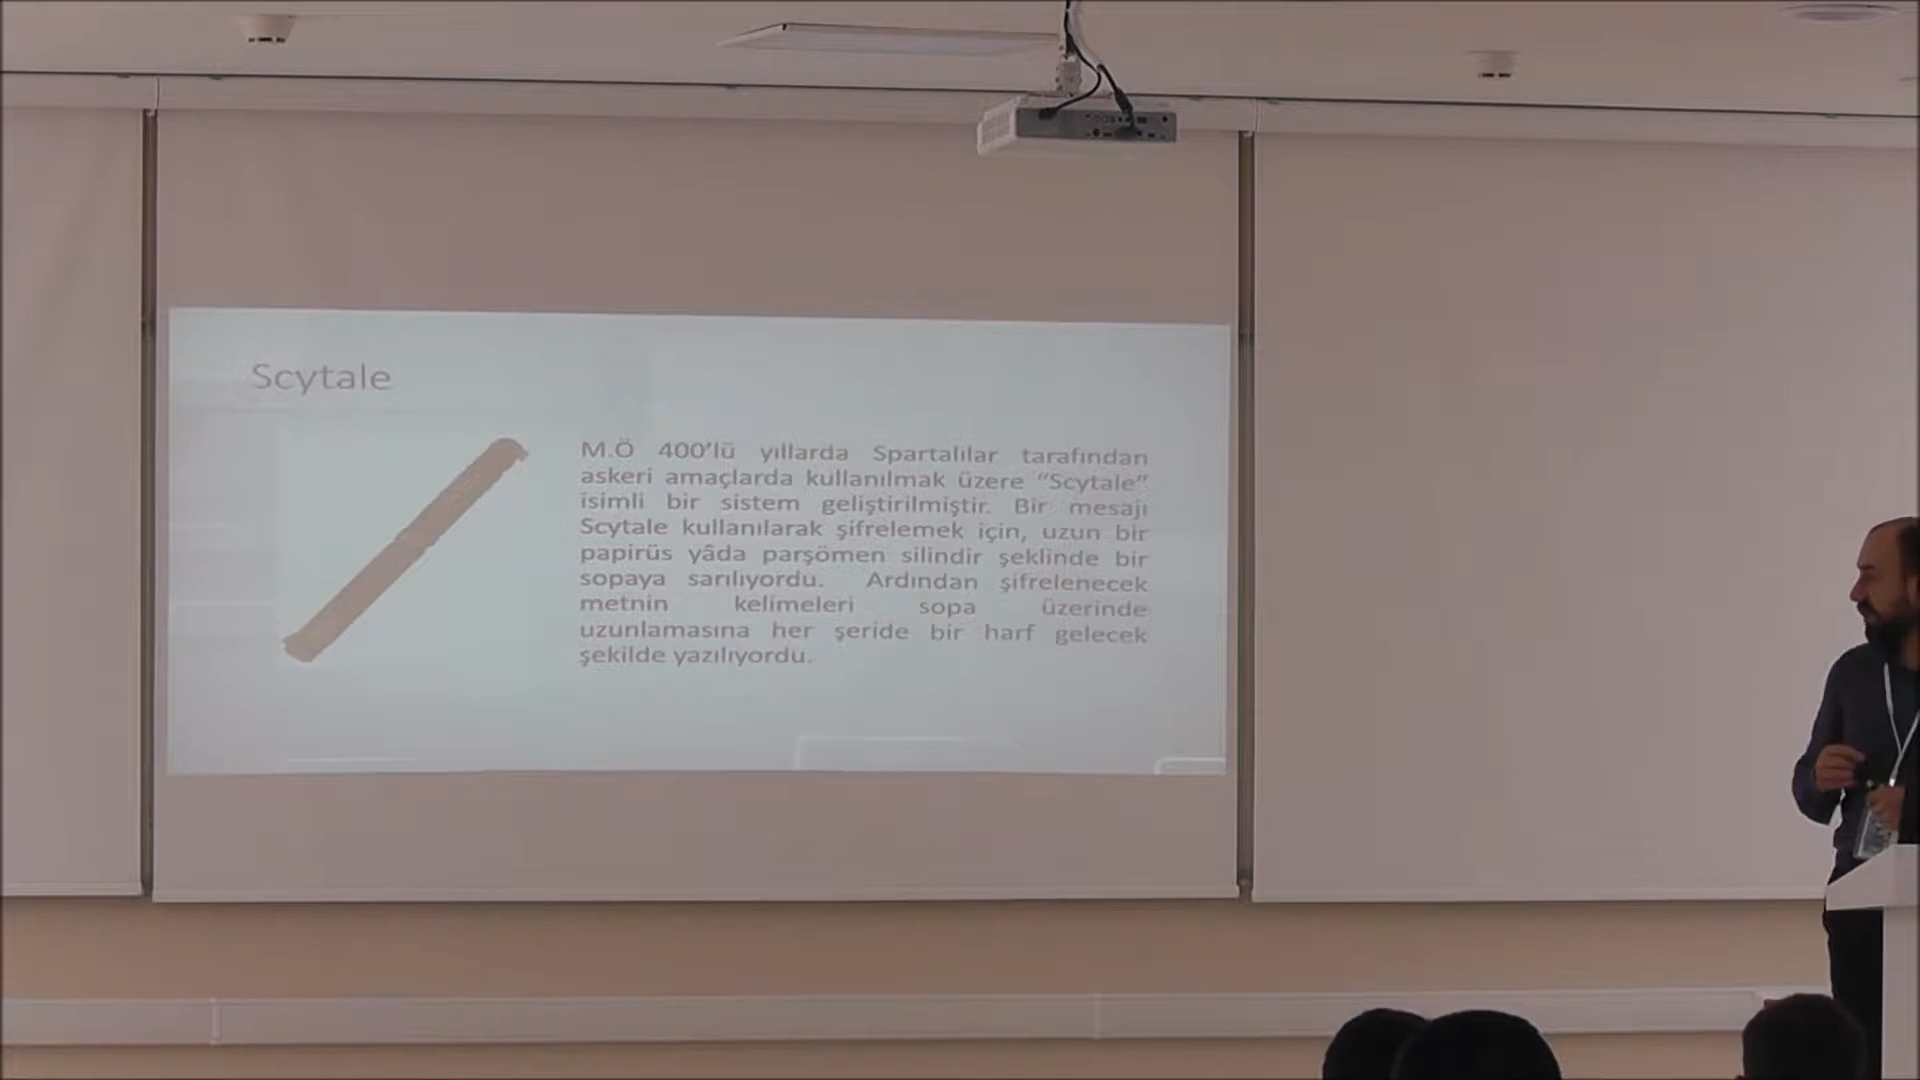 Scytale
M.Ö 400'lü yıllarda Spartalılar tarafından
askeri amaçlarda kullanılmak üzere "Scytale"
isimli bir sistem geliştirilmiştir. Bir mesajı
Scytale kullanılarak şifrelemek için, uzun bir
papirüs yâda parşömen silindir şeklinde bir
sopaya sarılıyordu. Ardından şifrelenecek
metnin kelimeleri sopa üzerinde
uzunlamasına her şeride bir harf gelecek
şekilde yazılıyordu.